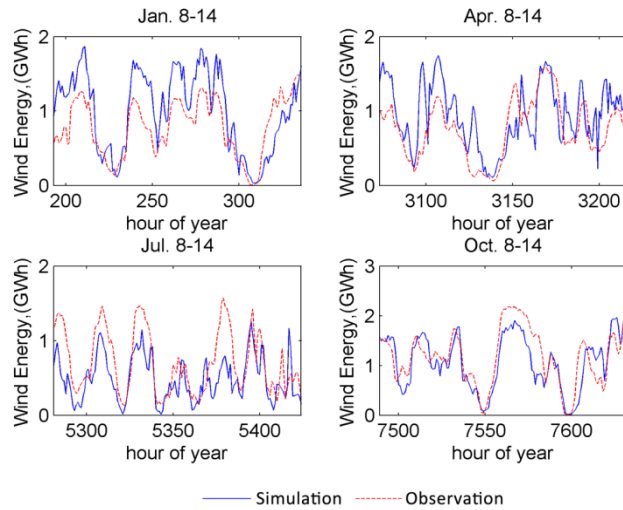 Jan. 8-14
Apr. 8-14
Wind Energy,(GWh)
2
1
0
200
250
300
hour of year
Wind Energy,(GWh)
2
1
0
3100
3150
3200
hour of year
Jul. 8-14
Oct. 8-14
Wind Energy,(GWh)
2
1
0
5300
5350
5400
hour of year
Wind Energy,(GWh)
3
2
1
0
7500
7550
7600
hour of year
Simulation
Observation